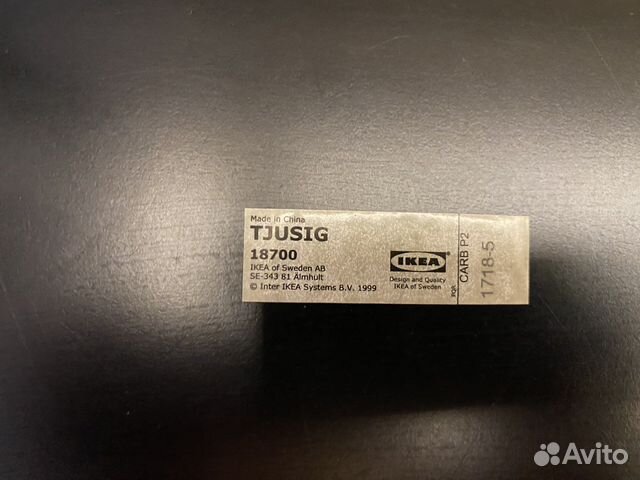 Made in China
TJUSIG
18700
IKEA of Sweden AB
SE-343 81 Älmhult
© Inter IKEA Systems B.V. 1999
IKEA
Design and Quality
IKEA of Sweden
CARB P2
1718-5
Avito